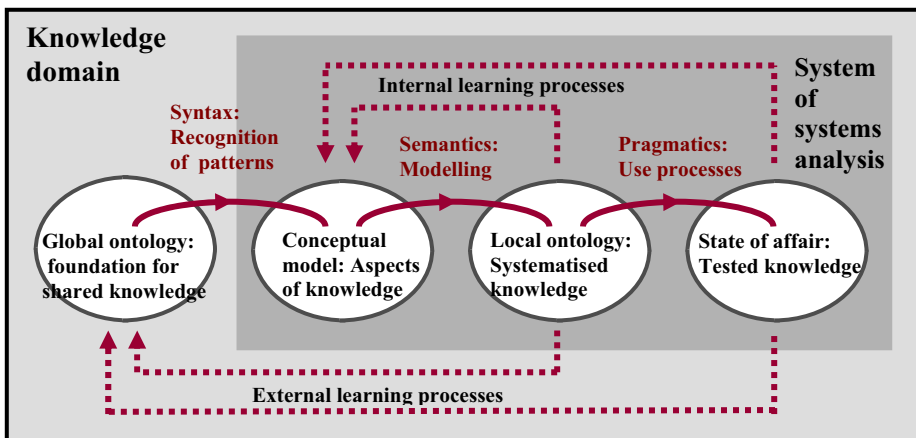 Knowledge
domain
System
of
systems
analysis
Internal learning processes
Syntax:
Recognition
of patterns
Semantics:
Modelling
Pragmatics:
Use processes
Global ontology:
foundation for
shared knowledge
Conceptual
model: Aspects
of knowledge
Local ontology:
Systematised
knowledge
State of affair:
Tested knowledge
External learning processes